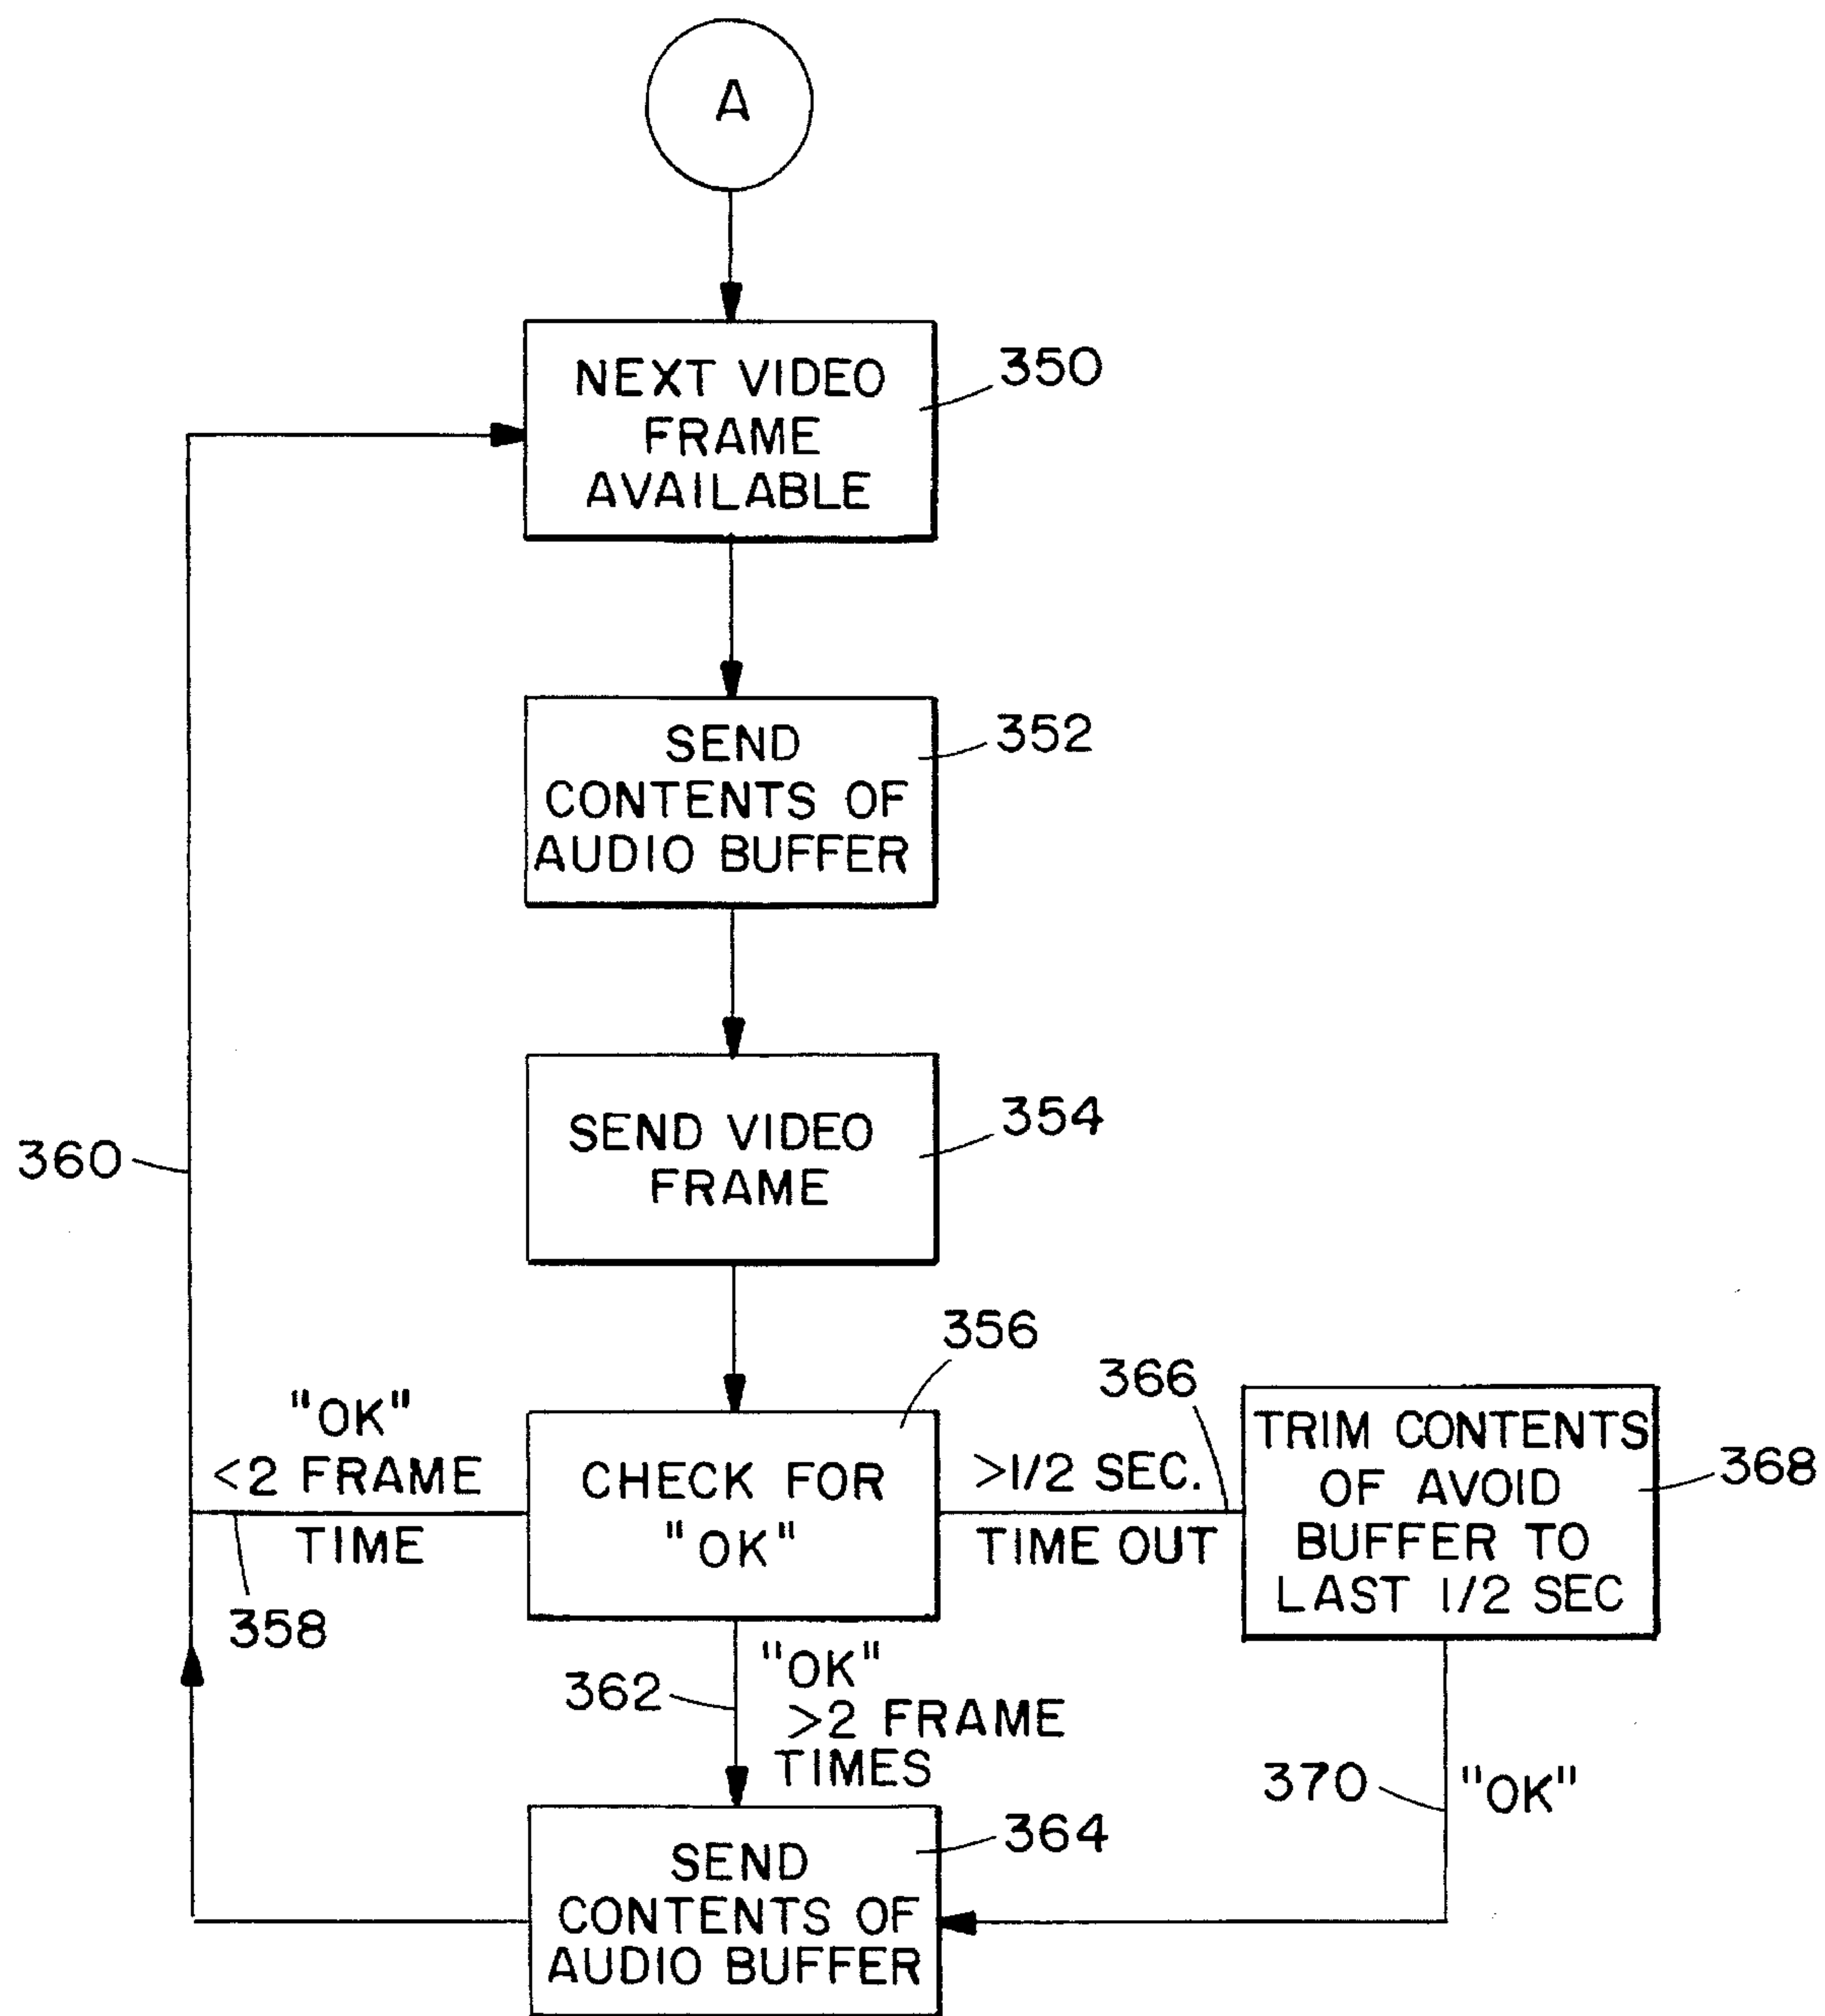 A
NEXT VIDEO
FRAME
AVAILABLE
350
SEND
CONTENTS OF
AUDIO BUFFER
352
SEND VIDEO
FRAME
354
360
356
CHECK FOR
"OK"
"OK"
<2 FRAME
TIME
358
366
>1/2 SEC.
TIME OUT
TRIM CONTENTS
OF AVOID
BUFFER TO
LAST 1/2 SEC
368
362
"OK"
>2 FRAME
TIMES
370
"OK"
SEND
CONTENTS OF
AUDIO BUFFER
364